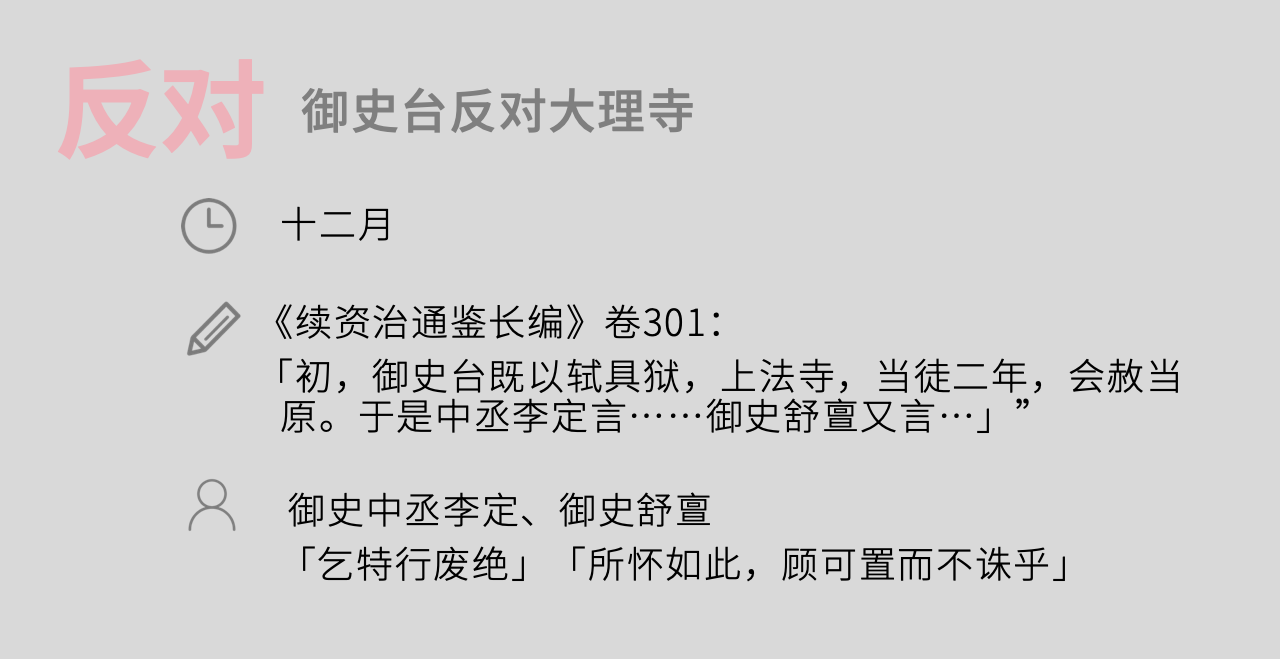 反对 御史台反对大理寺
十二月
《续资治通鉴长编》卷301：
「初，御史台既以轼具狱，上法寺，当徒二年，会赦当
原。于是中丞李定言……御史舒亶又言…」”
御史中丞李定、御史舒亶
「乞特行废绝」「所怀如此，顾可置而不诛乎」